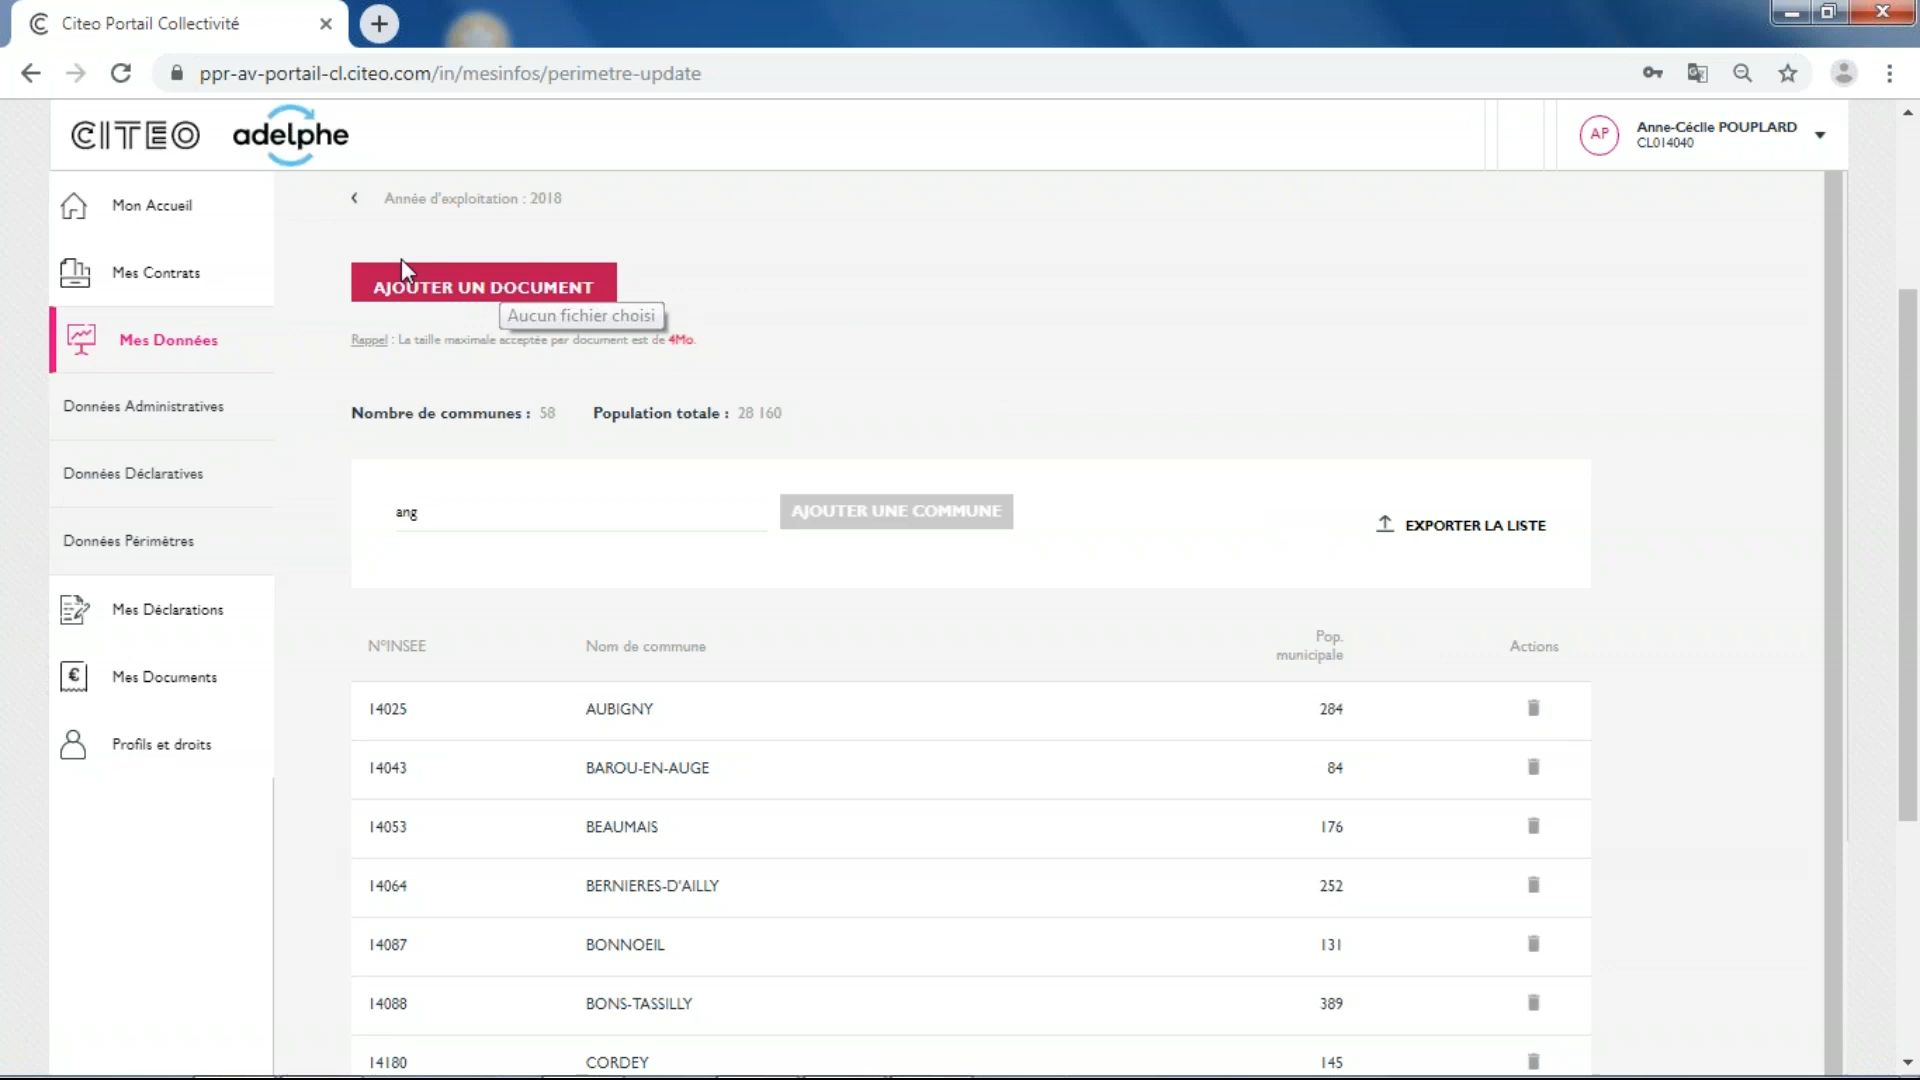 Citeo Portail Collectivité
ppr-av-portail-cl.citeo.com/in/mesinfos/perimetre-update
CITEO
adelphe
AP
Anne-Cécile POUPLARD
CL014040
Mon Accueil
Mes Contrats
Mes Données
Données Administratives
Données Déclaratives
Données Périmètres
Mes Déclarations
Mes Documents
Profils et droits
Année d'exploitation : 2018
AJOUTER UN DOCUMENT
Aucun fichier choisi
Rappel : La taille maximale acceptée par document est de 4Mo.
Nombre de communes : 58 Population totale : 28 160
ang
AJOUTER UNE COMMUNE
EXPORTER LA LISTE
N°INSEE Nom de commune Pop. municipale Actions
14025 AUBIGNY 284
14043 BAROU-EN-AUGE 84
14053 BEAUMAIS 176
14064 BERNIERES-D'AILLY 252
14087 BONNOEIL 131
14088 BONS-TASSILLY 389
14180 CORDEY 145